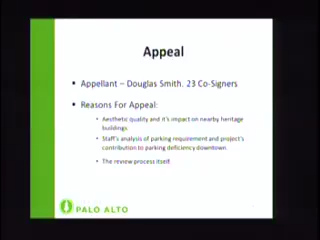 Appeal
• Appellant – Douglas Smith. 23 Co-Signers
• Reasons For Appeal:
• Aesthetic quality and it's impact on nearby heritage
buildings
• Staff's analysis of parking requirement and project's
contribution to parking deficiency downtown
• The review process itself
PALO ALTO